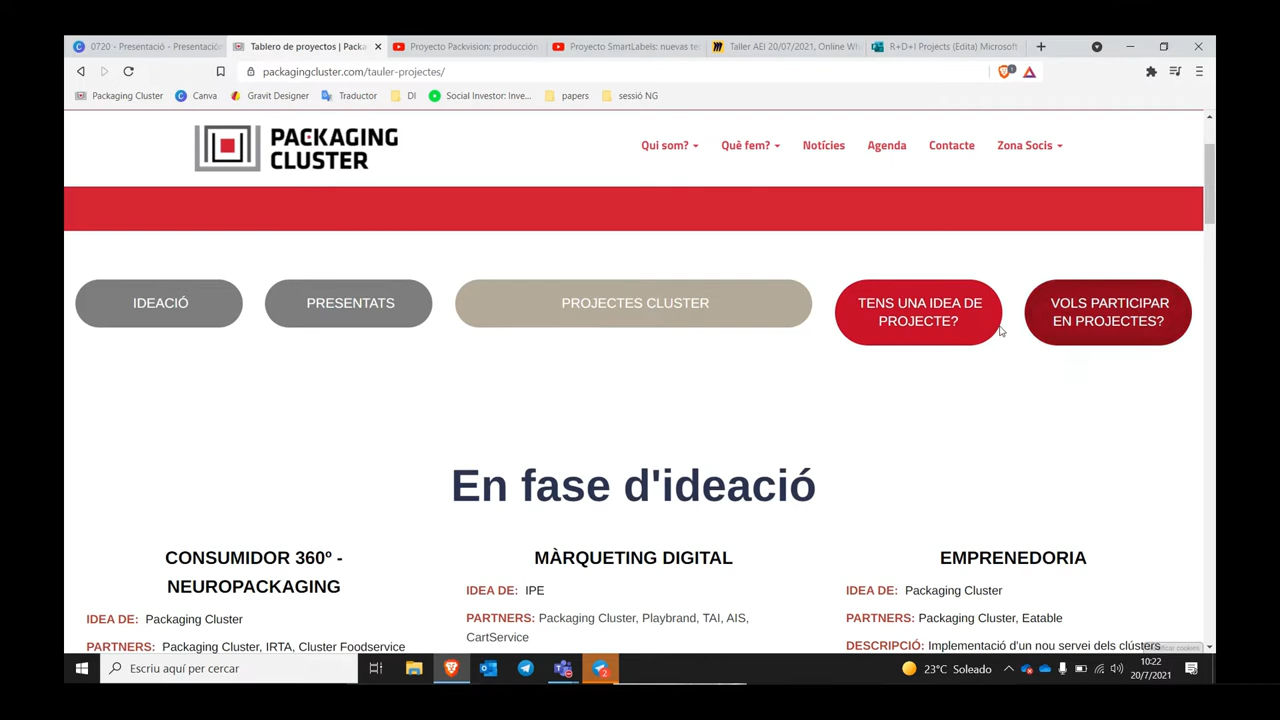 0720 - Presentació - Presentación
Tablero de proyectos | Packa
Proyecto Packvision: producción
Proyecto SmartLabels: nuevas te
Taller AEI 20/07/2021, Online Wh
R+D+I Projects (Edita) Microsoft
packagingcluster.com/tauler-projectes/
Packaging Cluster
Canva
Gravit Designer
Traductor
DI
Social Investor: Inve...
papers
sessió NG
PACKAGING
CLUSTER
Qui som?
Què fem?
Notícies
Agenda
Contacte
Zona Socis
IDEACIÓ
PRESENTATS
PROJECTES CLUSTER
TENS UNA IDEA DE
PROJECTE?
VOLS PARTICIPAR
EN PROJECTES?
En fase d'ideació
CONSUMIDOR 360º -
NEUROPACKAGING
IDEA DE: Packaging Cluster
PARTNERS: Packaging Cluster, IRTA, Cluster Foodservice
MÀRQUETING DIGITAL
IDEA DE: IPE
PARTNERS: Packaging Cluster, Playbrand, TAI, AIS,
CartService
EMPRENEDORIA
IDEA DE: Packaging Cluster
PARTNERS: Packaging Cluster, Eatable
DESCRIPCIÓ: Implementació d'un nou servei dels clústers
Escriu aquí per cercar
2
23°C Soleado
10:22
20/7/2021